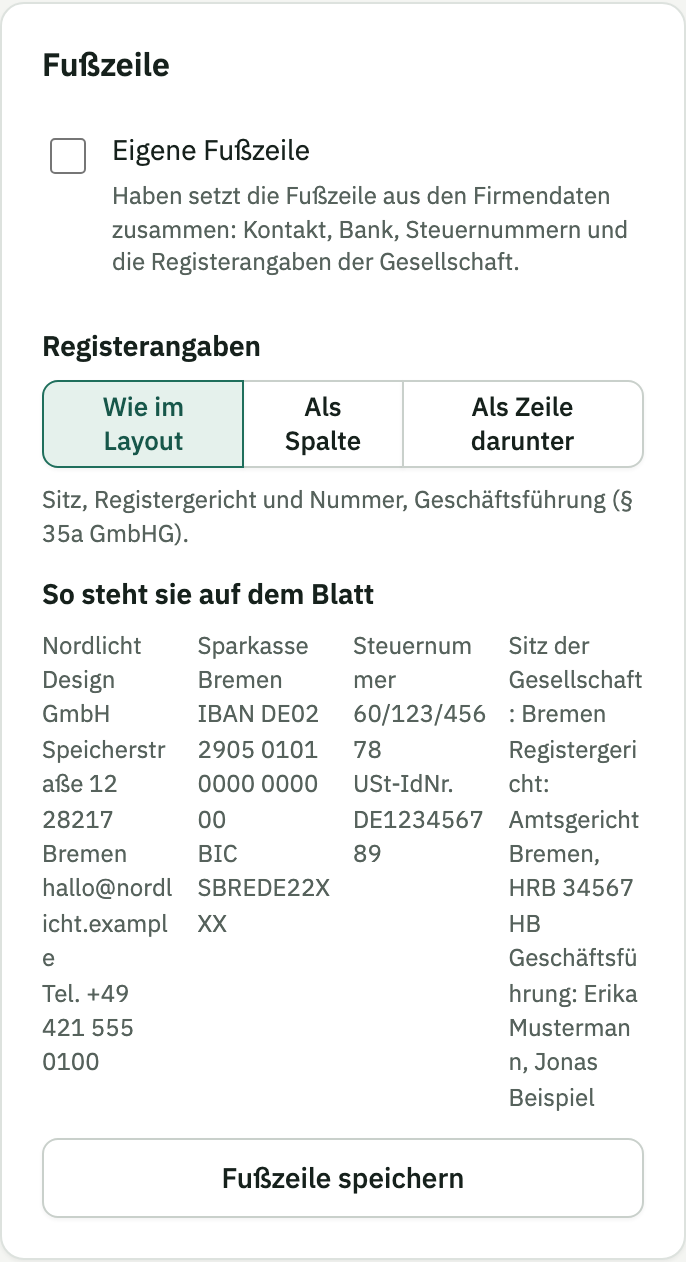 Fußzeile
Eigene Fußzeile
Haben setzt die Fußzeile aus den Firmendaten
zusammen: Kontakt, Bank, Steuernummern und
die Registerangaben der Gesellschaft.
Registerangaben
Wie im
Layout
Als
Spalte
Als Zeile
darunter
Sitz, Registergericht und Nummer, Geschäftsführung (§
35a GmbHG).
So steht sie auf dem Blatt
Nordlicht
Design
GmbH
Speicherstr
aße 12
28217
Bremen
hallo@nordl
icht.exampl
e
Tel. +49
421 555
0100
Sparkasse
Bremen
IBAN DE02
2905 0101
0000 0000
00
BIC
SBREDE22X
XX
Steuernum
mer
60/123/456
78
USt-IdNr.
DE1234567
89
Sitz der
Gesellschaft
: Bremen
Registergeri
cht:
Amtsgericht
Bremen,
HRB 34567
HB
Geschäftsfü
hrung: Erika
Musterman
n, Jonas
Beispiel
Fußzeile speichern